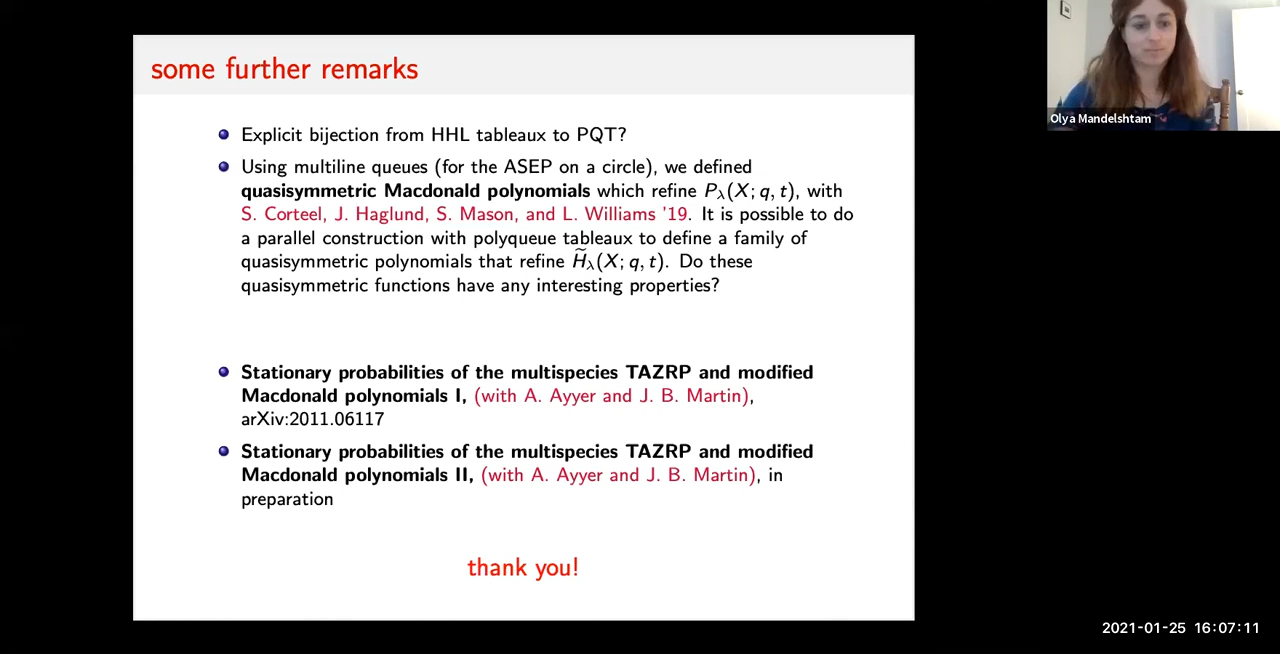 some further remarks
Explicit bijection from HHL tableaux to PQT?
Using multiline queues (for the ASEP on a circle), we defined
quasisymmetric Macdonald polynomials which refine Pλ(X; q, t), with
S. Corteel, J. Haglund, S. Mason, and L. Williams '19. It is possible to do
a parallel construction with polyqueue tableaux to define a family of
quasisymmetric polynomials that refine H̃λ(X; q, t). Do these
quasisymmetric functions have any interesting properties?
Stationary probabilities of the multispecies TAZRP and modified
Macdonald polynomials I, (with A. Ayyer and J. B. Martin),
arXiv:2011.06117
Stationary probabilities of the multispecies TAZRP and modified
Macdonald polynomials II, (with A. Ayyer and J. B. Martin), in
preparation
thank you!
Olya Mandelshtam
2021-01-25 16:07:11